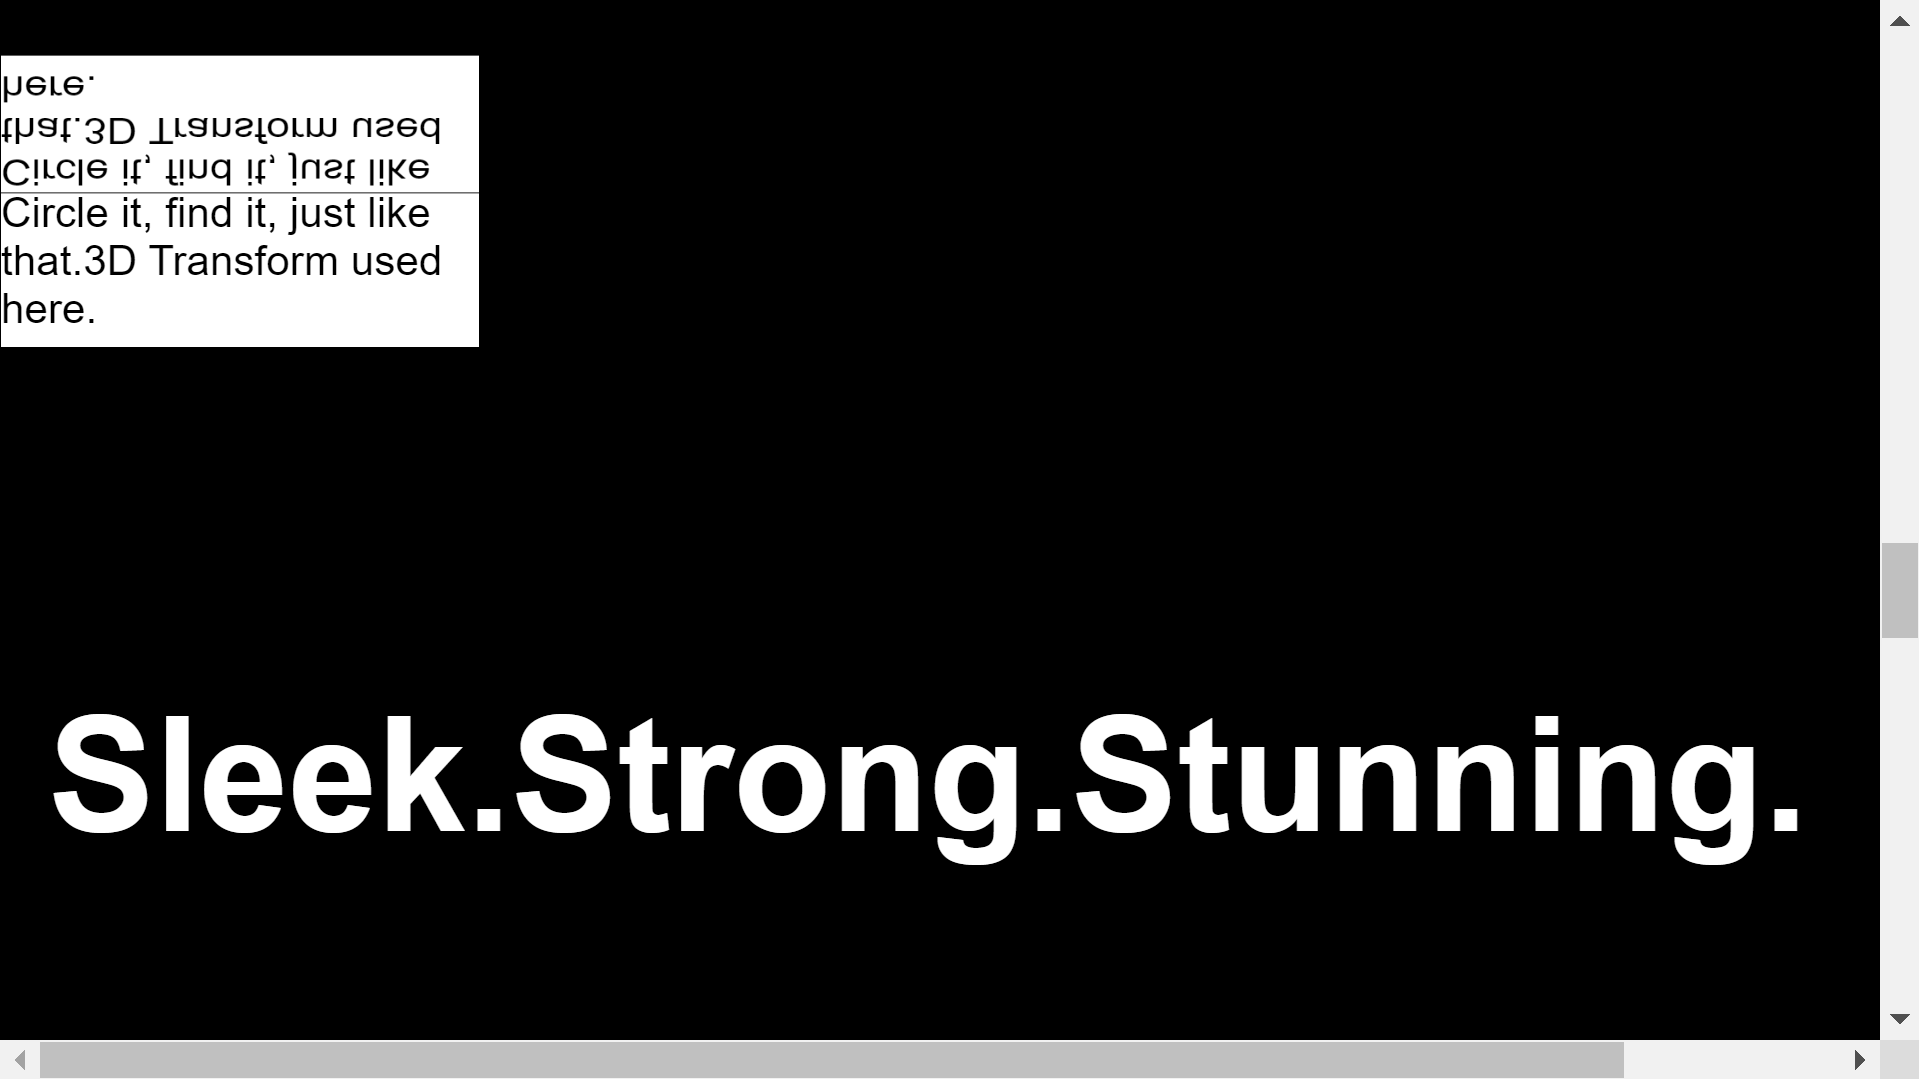 here.
that.3D Transform used
Circle it, find it, just like
Circle it, find it, just like
that.3D Transform used
here.
Sleek.Strong.Stunning.